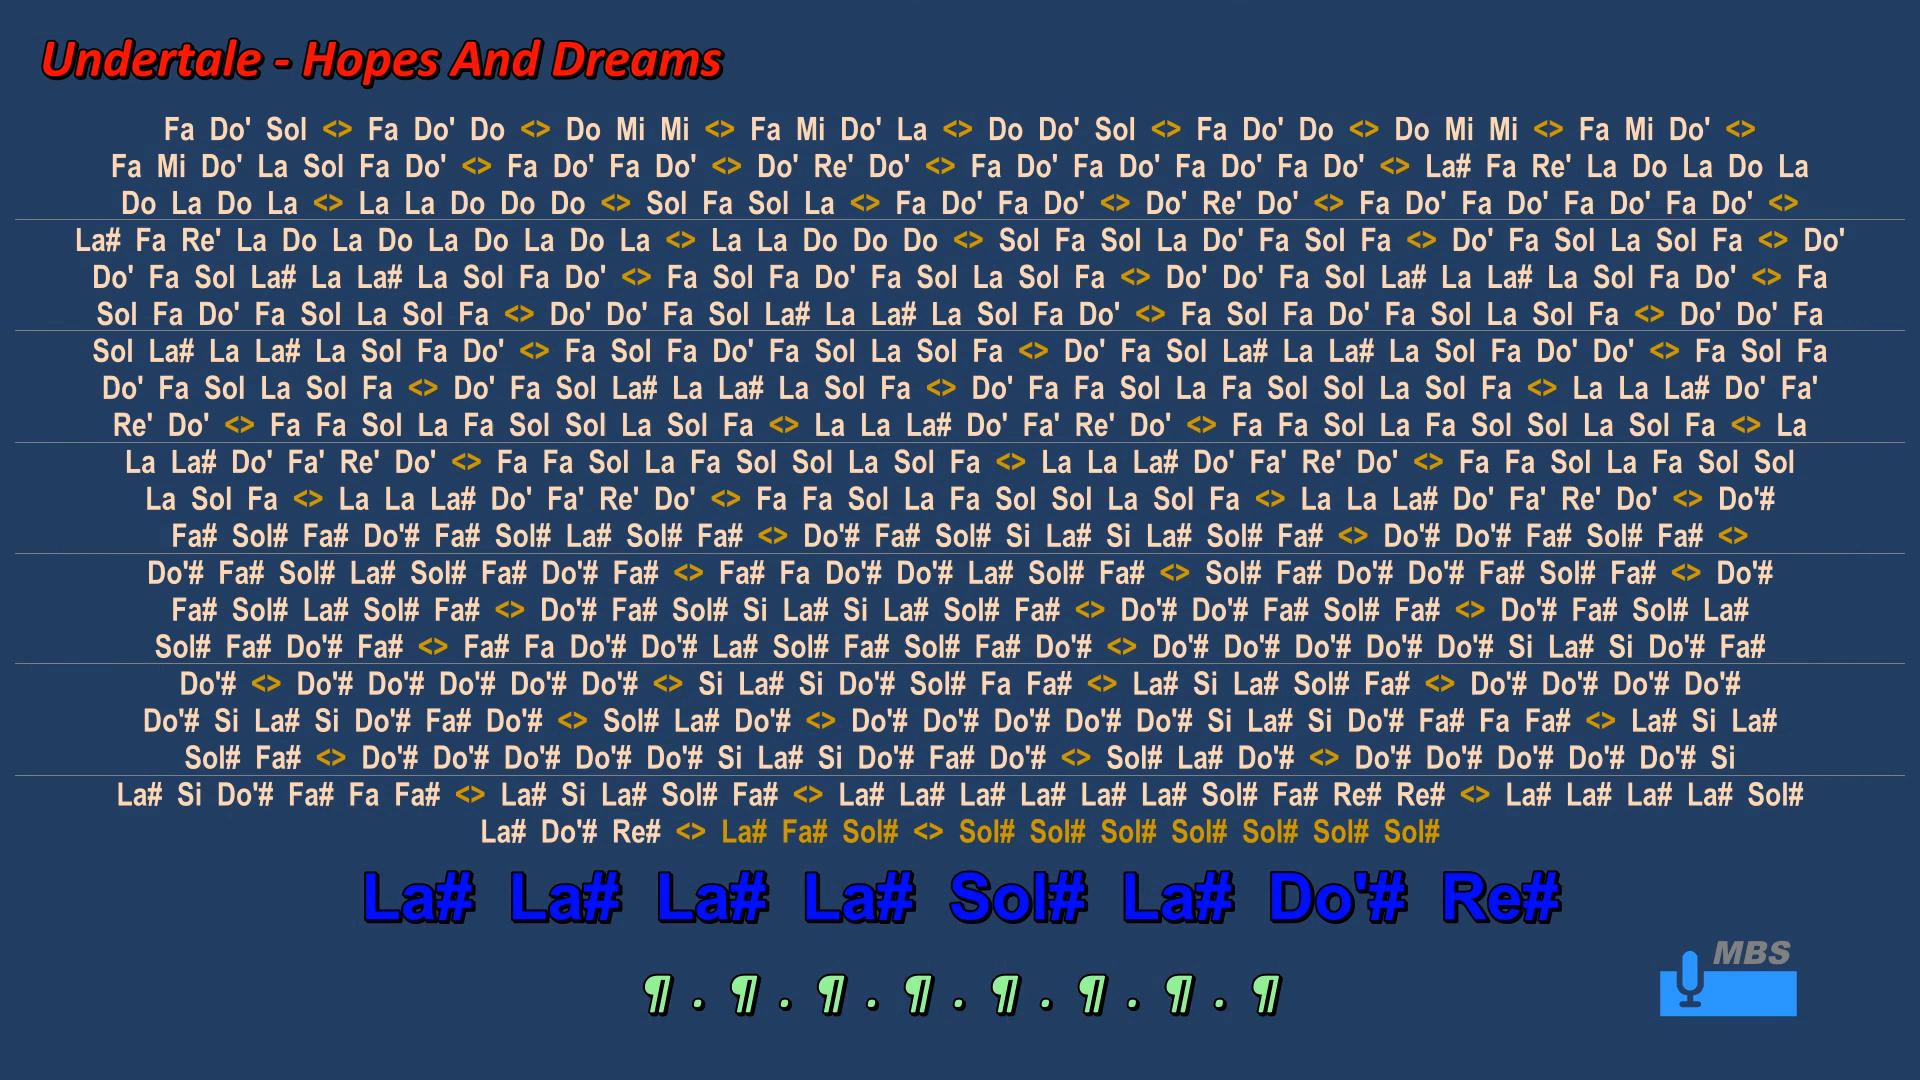 Undertale - Hopes And Dreams
Fa Do' Sol <> Fa Do' Do <> Do Mi Mi <> Fa Mi Do' La <> Do Do' Sol <> Fa Do' Do <> Do Mi Mi <> Fa Mi Do' <>
Fa Mi Do' La Sol Fa Do' <> Fa Do' Fa Do' <> Do' Re' Do' <> Fa Do' Fa Do' Fa Do' Fa Do' <> La# Fa Re' La Do La Do La
Do La Do La <> La La Do Do Do <> Sol Fa Sol La <> Fa Do' Fa Do' <> Do' Re' Do' <> Fa Do' Fa Do' Fa Do' Fa Do' <>
La# Fa Re' La Do La Do La Do La Do La <> La La Do Do Do <> Sol Fa Sol La Do' Fa Sol Fa <> Do' Fa Sol La Sol Fa <> Do'
Do' Fa Sol La# La La# La Sol Fa Do' <> Fa Sol Fa Do' Fa Sol La Sol Fa <> Do' Do' Fa Sol La# La La# La Sol Fa Do' <> Fa
Sol Fa Do' Fa Sol La Sol Fa <> Do' Do' Fa Sol La# La La# La Sol Fa Do' <> Fa Sol Fa Do' Fa Sol La Sol Fa <> Do' Do' Fa
Sol La# La La# La Sol Fa Do' <> Fa Sol Fa Do' Fa Sol La Sol Fa <> Do' Fa Sol La# La La# La Sol Fa Do' Do' <> Fa Sol Fa
Do' Fa Sol La Sol Fa <> Do' Fa Sol La# La La# La Sol Fa <> Do' Fa Fa Sol La Fa Sol Sol La Sol Fa <> La La La# Do' Fa'
Re' Do' <> Fa Fa Sol La Fa Sol Sol La Sol Fa <> La La La# Do' Fa' Re' Do' <> Fa Fa Sol La Fa Sol Sol La Sol Fa <> La
La La# Do' Fa' Re' Do' <> Fa Fa Sol La Fa Sol Sol La Sol Fa <> La La La# Do' Fa' Re' Do' <> Fa Fa Sol La Fa Sol Sol
La Sol Fa <> La La La# Do' Fa' Re' Do' <> Fa Fa Sol La Fa Sol Sol La Sol Fa <> La La La# Do' Fa' Re' Do' <> Do'#
Fa# Sol# Fa# Do'# Fa# Sol# La# Sol# Fa# <> Do'# Fa# Sol# Si La# Si La# Sol# Fa# <> Do'# Do'# Fa# Sol# Fa# <>
Do'# Fa# Sol# La# Sol# Fa# Do'# Fa# <> Fa# Fa Do'# Do'# La# Sol# Fa# <> Sol# Fa# Do'# Do'# Fa# Sol# Fa# <> Do'#
Fa# Sol# La# Sol# Fa# <> Do'# Fa# Sol# Si La# Si La# Sol# Fa# <> Do'# Do'# Fa# Sol# Fa# <> Do'# Fa# Sol# La#
Sol# Fa# Do'# Fa# <> Fa# Fa Do'# Do'# La# Sol# Fa# Sol# Fa# Do'# <> Do'# Do'# Do'# Do'# Do'# Si La# Si Do'# Fa#
Do'# <> Do'# Do'# Do'# Do'# Do'# <> Si La# Si Do'# Sol# Fa Fa# <> La# Si La# Sol# Fa# <> Do'# Do'# Do'# Do'#
Do'# Si La# Si Do'# Fa# Do'# <> Sol# La# Do'# <> Do'# Do'# Do'# Do'# Do'# Si La# Si Do'# Fa# Fa Fa# <> La# Si La#
Sol# Fa# <> Do'# Do'# Do'# Do'# Do'# Si La# Si Do'# Fa# Do'# <> Sol# La# Do'# <> Do'# Do'# Do'# Do'# Do'# Si
La# Si Do'# Fa# Fa Fa# <> La# Si La# Sol# Fa# <> La# La# La# La# La# La# Sol# Fa# Re# Re# <> La# La# La# La# Sol#
La# Do'# Re# <> La# Fa# Sol# <> Sol# Sol# Sol# Sol# Sol# Sol# Sol#
La# La# La# La# Sol# La# Do'# Re#
¶ . ¶ . ¶ . ¶ . ¶ . ¶ . ¶ . ¶
MBS